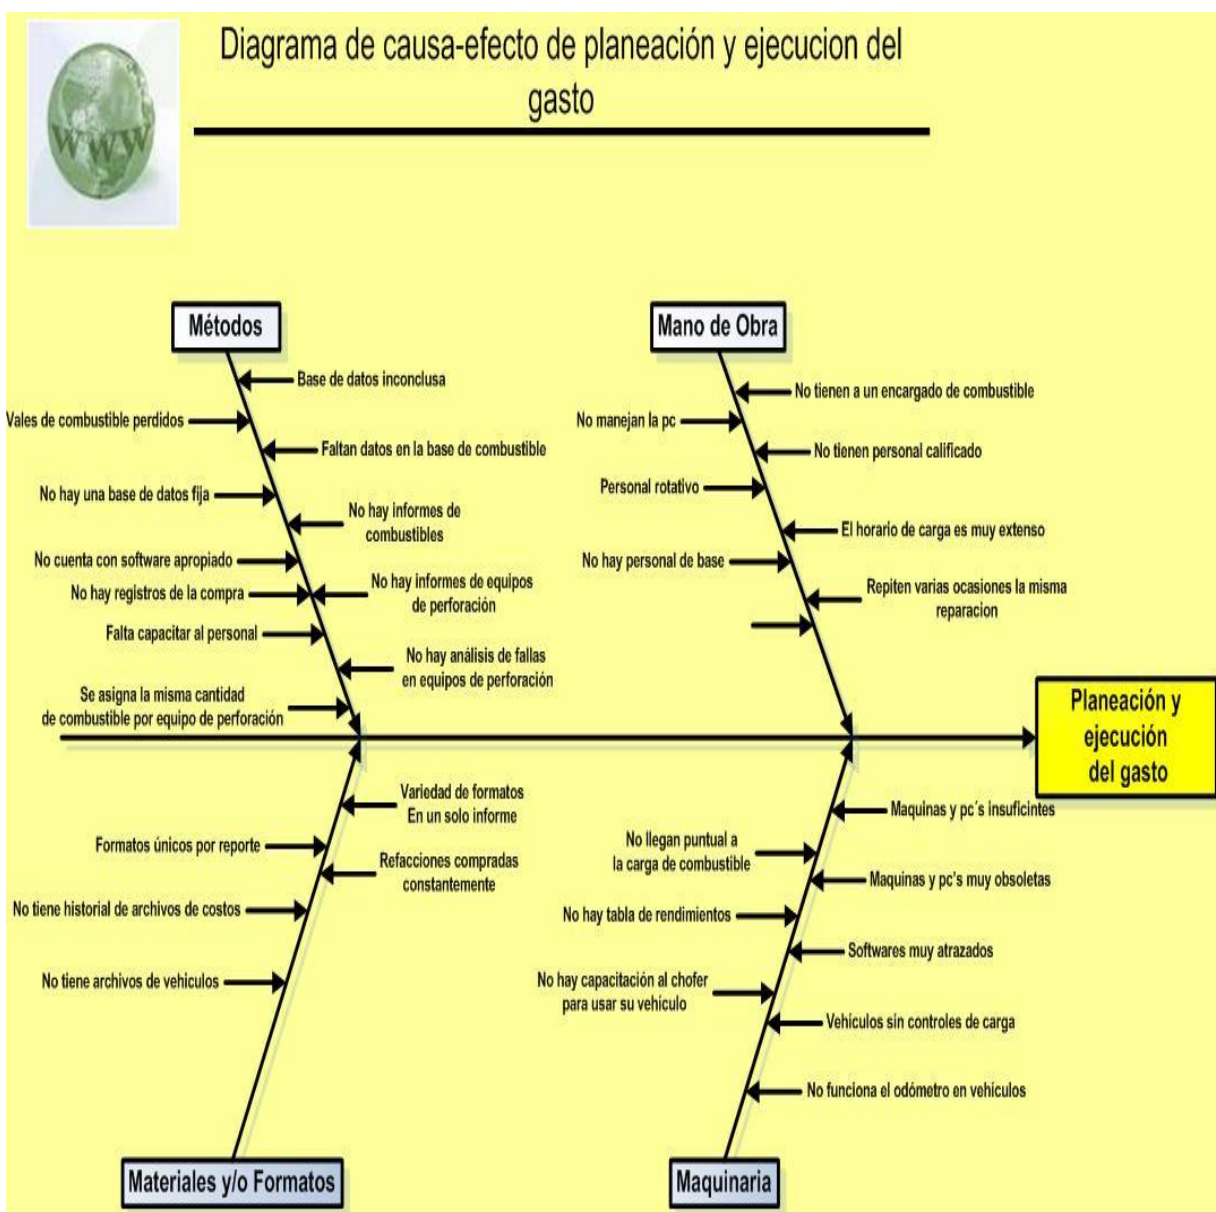 Diagrama de causa-efecto de planeación y ejecucion del
gasto
WWW
Métodos
Base de datos inconclusa
Vales de combustible perdidos
Faltan datos en la base de combustible
No hay una base de datos fija
No hay informes de
combustibles
No cuenta con software apropiado
No hay registros de la compra
No hay informes de equipos
de perforación
Falta capacitar al personal
No hay análisis de fallas
en equipos de perforación
Se asigna la misma cantidad
de combustible por equipo de perforación
Mano de Obra
No tienen a un encargado de combustible
No manejan la pc
No tienen personal calificado
Personal rotativo
El horario de carga es muy extenso
No hay personal de base
Repiten varias ocasiones la misma
reparacion
Planeación y
ejecución
del gasto
Variedad de formatos
En un solo informe
Formatos únicos por reporte
Refacciones compradas
constantemente
No tiene historial de archivos de costos
No tiene archivos de vehiculos
Materiales y/o Formatos
Maquinas y pc´s insuficintes
No llegan puntual a
la carga de combustible
Maquinas y pc's muy obsoletas
No hay tabla de rendimientos
Softwares muy atrazados
No hay capacitación al chofer
para usar su vehículo
Vehículos sin controles de carga
No funciona el odómetro en vehículos
Maquinaria